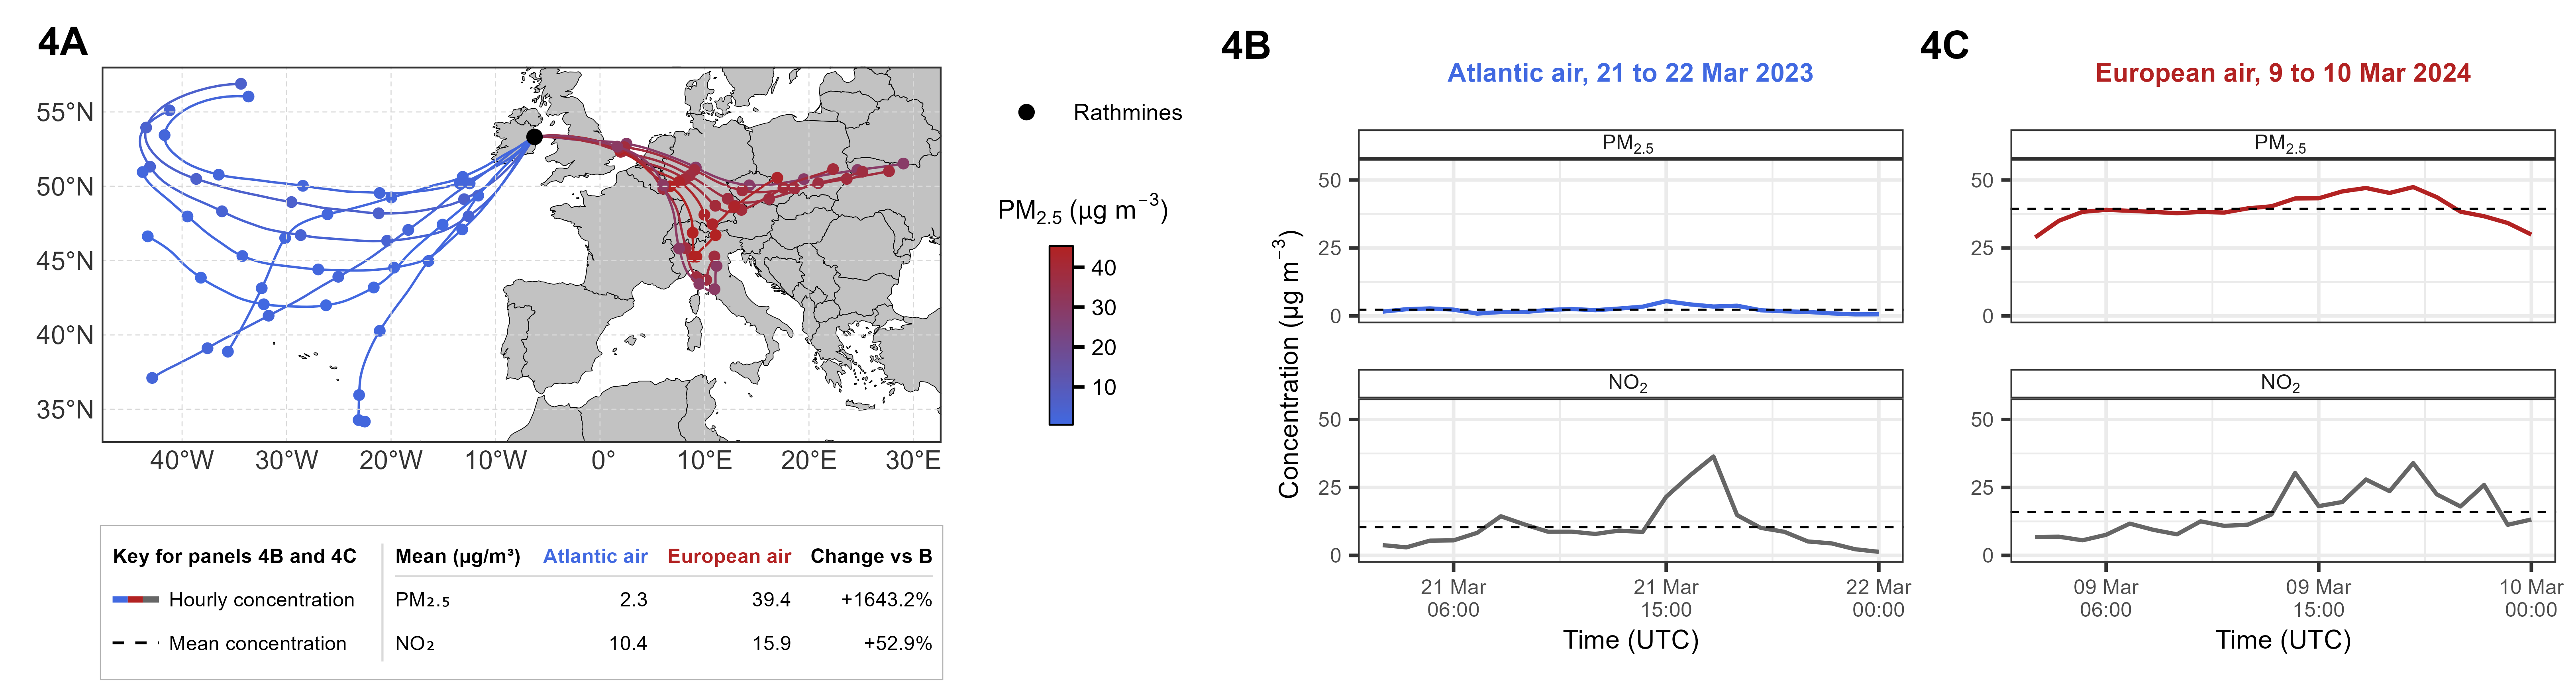 4A
55°N
50°N
45°N
40°N
35°N
40°W 30°W 20°W 10°W 0° 10°E 20°E 30°E
Rathmines
PM₂.₅ (μg m⁻³)
40
30
20
10
Key for panels 4B and 4C
Hourly concentration
Mean concentration
Mean (μg/m³) Atlantic air European air Change vs B
PM₂.₅ 2.3 39.4 +1643.2%
NO₂ 10.4 15.9 +52.9%
4B
Atlantic air, 21 to 22 Mar 2023
Concentration (μg m⁻³)
PM₂.₅
50
25
0
NO₂
50
25
0
21 Mar 06:00
21 Mar 15:00
22 Mar 00:00
Time (UTC)
4C
European air, 9 to 10 Mar 2024
PM₂.₅
50
25
0
NO₂
50
25
0
09 Mar 06:00
09 Mar 15:00
10 Mar 00:00
Time (UTC)